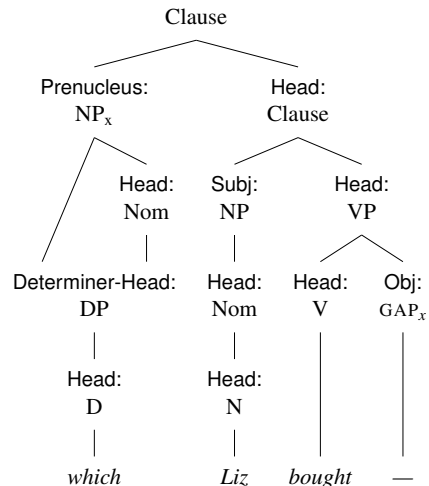 Clause
Prenucleus: Head:
NPx Clause
Head: Subj: Head:
Nom NP VP
Determiner-Head: Head: Head: Obj:
DP Nom V GAPx
Head: Head:
D N
which Liz bought —